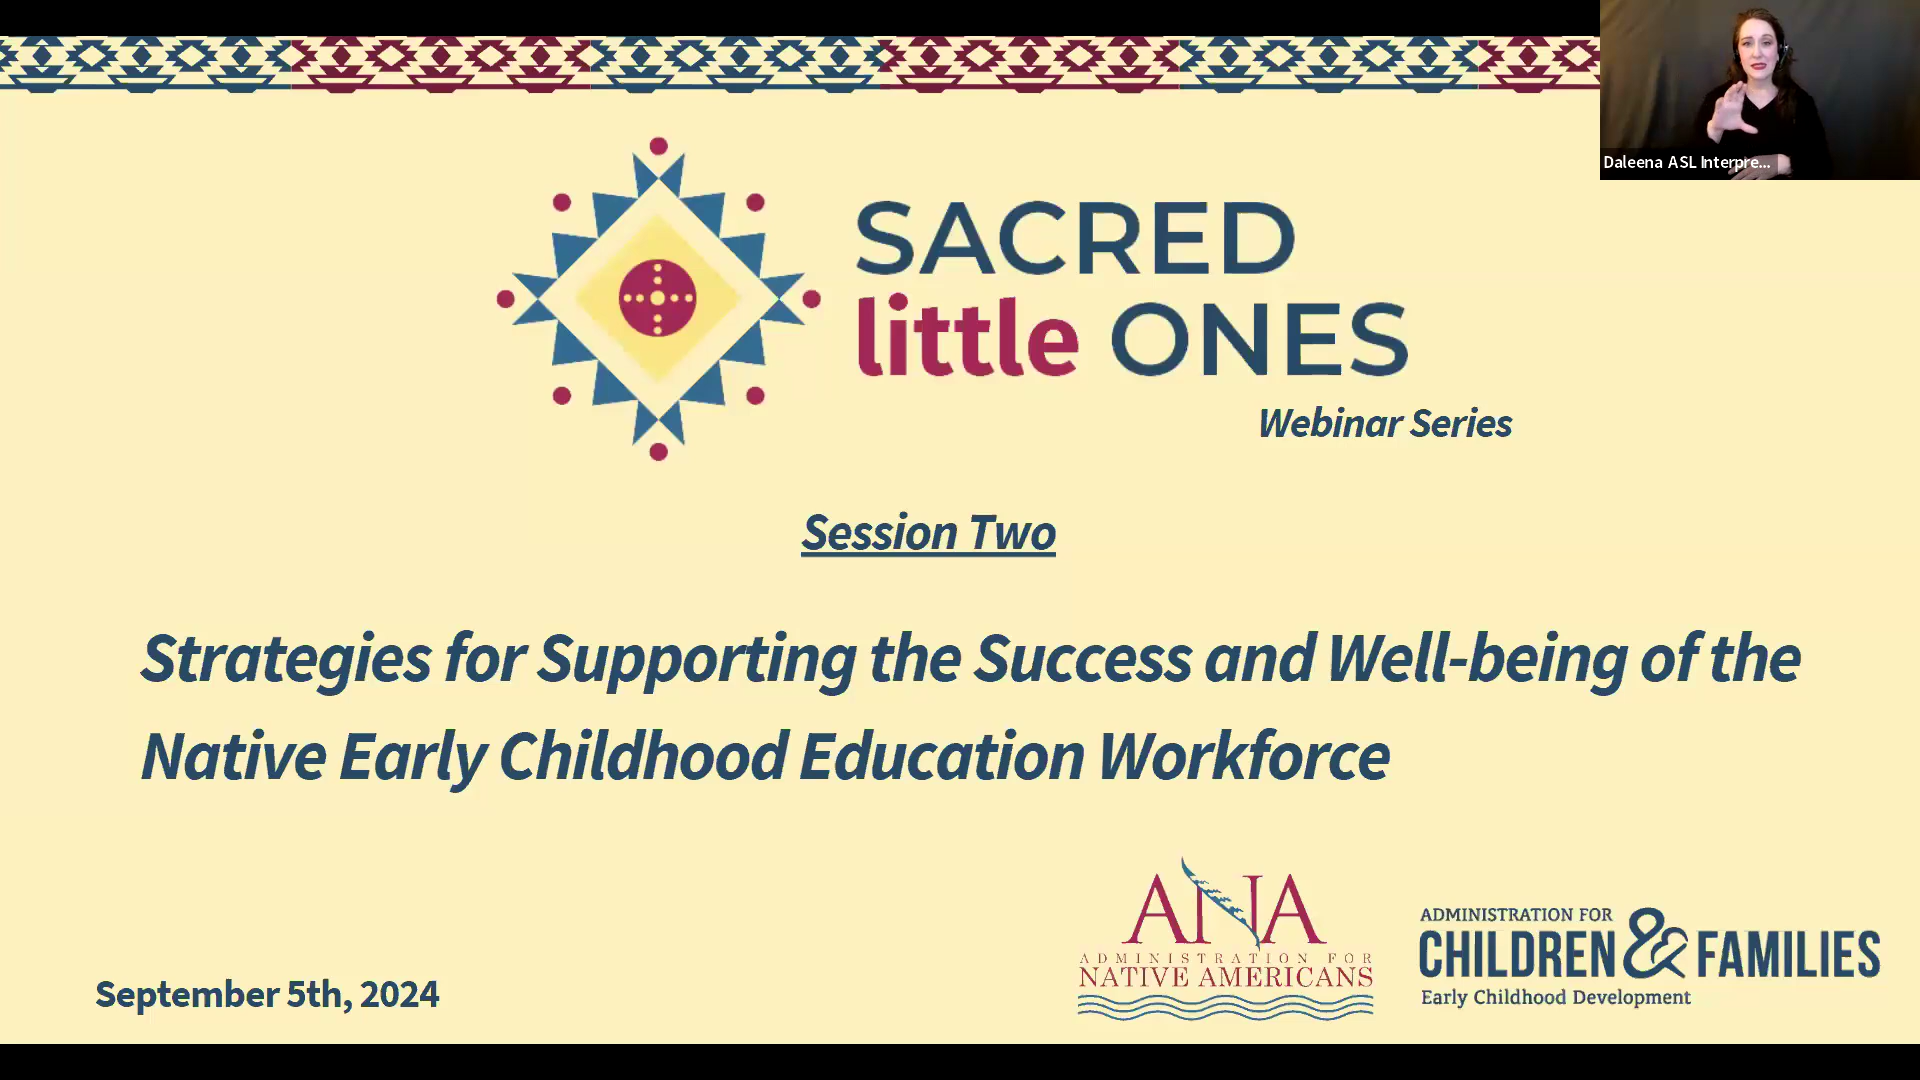 Daleena ASL Interpre...
SACRED
little ONES
Webinar Series
Session Two
Strategies for Supporting the Success and Well-being of the
Native Early Childhood Education Workforce
September 5th, 2024
ANA
ADMINISTRATION FOR
NATIVE AMERICANS
ADMINISTRATION FOR
CHILDREN & FAMILIES
Early Childhood Development